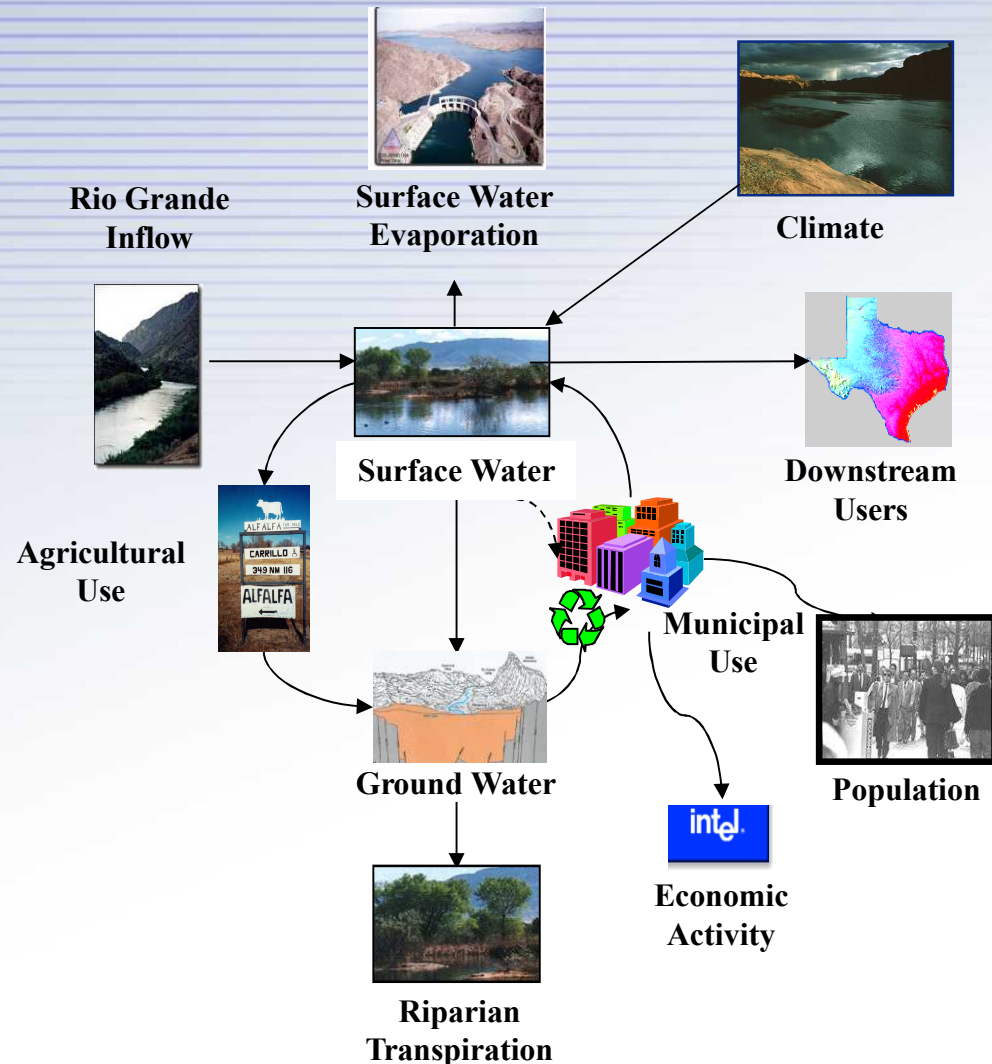 Rio Grande
Inflow
Surface Water
Evaporation
Climate
Surface Water
Downstream
Users
Agricultural
Use
ALFALFA
CARRILLO
349 NM 116
ALFALFA
Municipal
Use
Ground Water
Population
intel.
Economic
Activity
Riparian
Transpiration